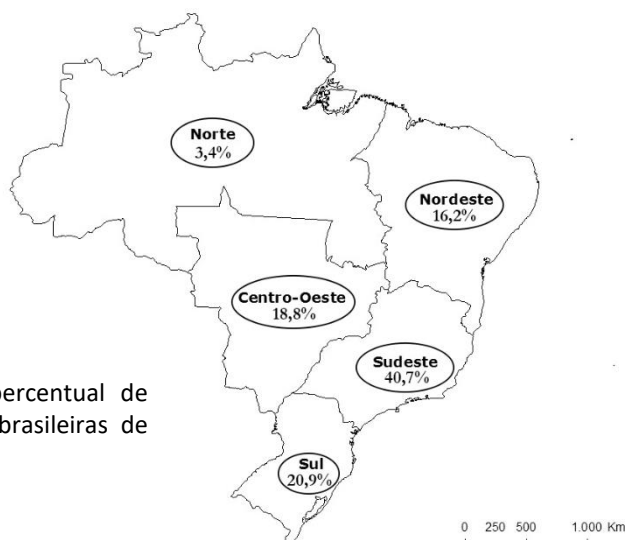 Norte
3,4%
Nordeste
16,2%
Centro-Oeste
18,8%
Sudeste
40,7%
percentual de
brasileiras de
Sul
20,9%
0 250 500 1.000 Km